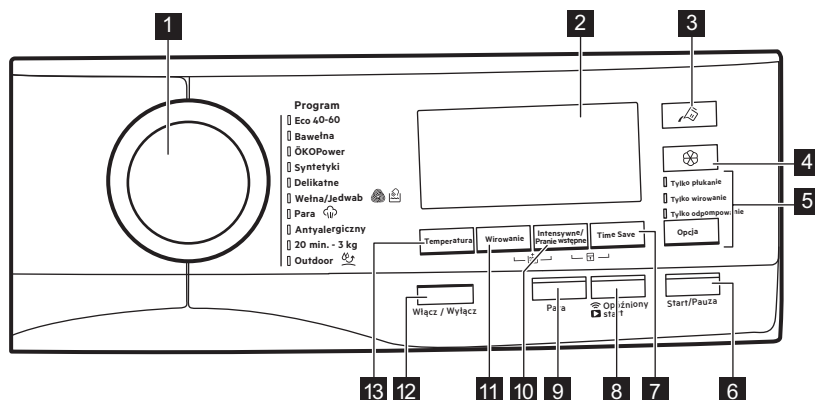 1
2
3
4
5
Program
Eco 40-60
Bawełna
ÖKOPower
Syntetyki
Delikatne
Wełna/Jedwab
Para
Antyalergiczny
20 min. - 3 kg
Outdoor
Tylko płukanie
Tylko wirowanie
Tylko odpompowanie
Opcja
Temperatura
Wirowanie
Intensywne/
Pranie wstępne
Time Save
Włącz / Wyłącz
Para
Opóźniony
start
Start/Pauza
13
12
11
10
9
8
7
6